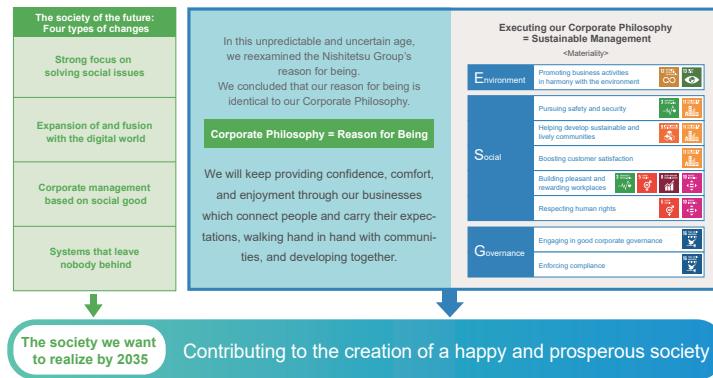 The society of the future:
Four types of changes
Strong focus on
solving social issues
Expansion of and fusion
with the digital world
Corporate management
based on social good
Systems that leave
nobody behind
In this unpredictable and uncertain age,
we reexamined the Nishitetsu Group's
reason for being.
We concluded that our reason for being is
identical to our Corporate Philosophy.
Corporate Philosophy = Reason for Being
We will keep providing confidence, comfort,
and enjoyment through our businesses
which connect people and carry their expec-
tations, walking hand in hand with communi-
ties, and developing together.
Executing our Corporate Philosophy
= Sustainable Management
<Materiality>
Environment
Promoting business activities
in harmony with the environment
Social
Pursuing safety and security
Helping develop sustainable and
lively communities
Boosting customer satisfaction
Building pleasant and
rewarding workplaces
Respecting human rights
Governance
Engaging in good corporate governance
Enforcing compliance
The society we want
to realize by 2035
Contributing to the creation of a happy and prosperous society